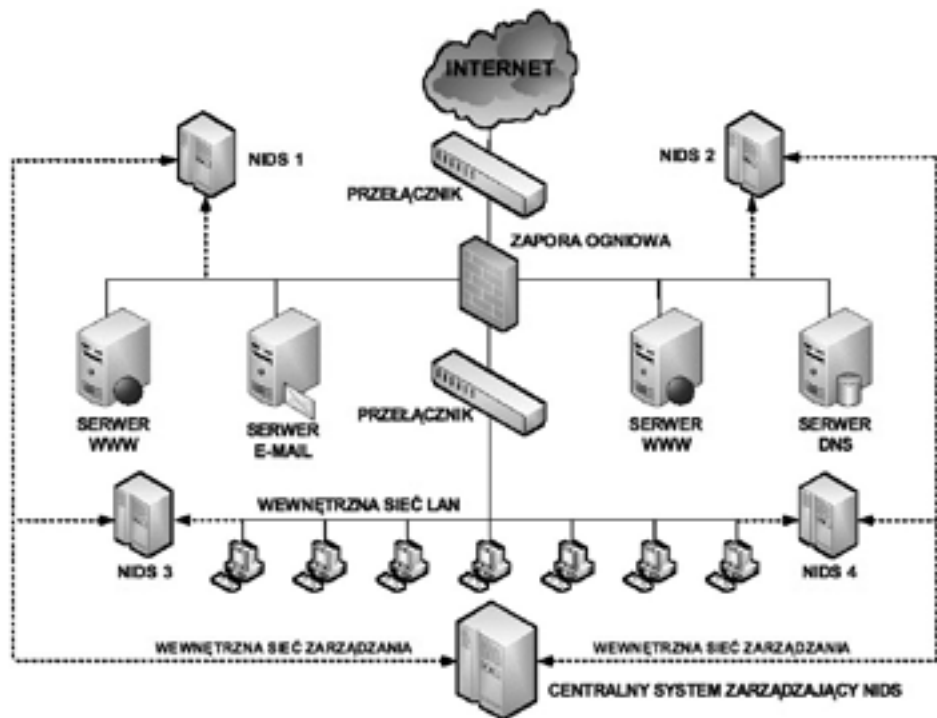 INTERNET
NIDS 1
NIDS 2
PRZEŁĄCZNIK
ZAPORA OGNIOWA
SERWER
WWW
SERWER
E-MAIL
PRZEŁĄCZNIK
SERWER
WWW
SERWER
DNS
WEWNĘTRZNA SIEĆ LAN
NIDS 3
NIDS 4
WEWNĘTRZNA SIEĆ ZARZĄDZANIA
WEWNĘTRZNA SIEĆ ZARZĄDZANIA
CENTRALNY SYSTEM ZARZĄDZAJĄCY NIDS